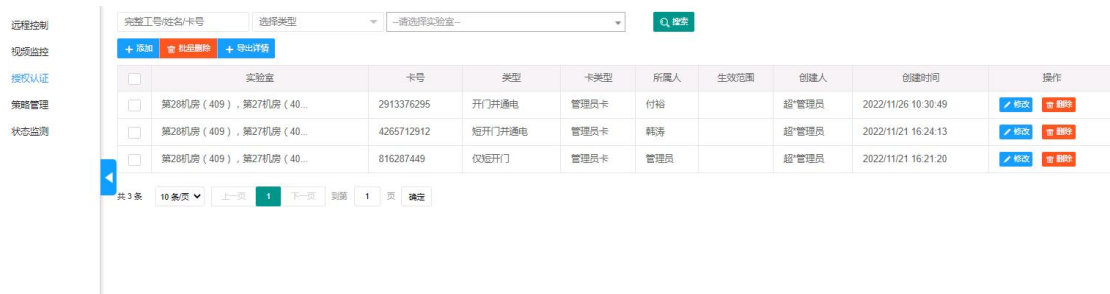 远程控制
视频监控
授权认证
策略管理
状态监测
完整工号/姓名/卡号 选择类型 --请选择实验室-- 搜索
+ 添加 批量删除 + 导出详情
实验室 卡号 类型 卡类型 所属人 生效范围 创建人 创建时间 操作
第28机房（409），第27机房（40... 2913376295 开门并通电 管理员卡 付裕 超*管理员 2022/11/26 10:30:49 修改 删除
第28机房（409），第27机房（40... 4265712912 短开门并通电 管理员卡 韩涛 超*管理员 2022/11/21 16:24:13 修改 删除
第28机房（409），第27机房（40... 816287449 仅短开门 管理员卡 管理员 超*管理员 2022/11/21 16:21:20 修改 删除
共 3 条 10 条/页 上一页 1 下一页 到第 1 页 确定